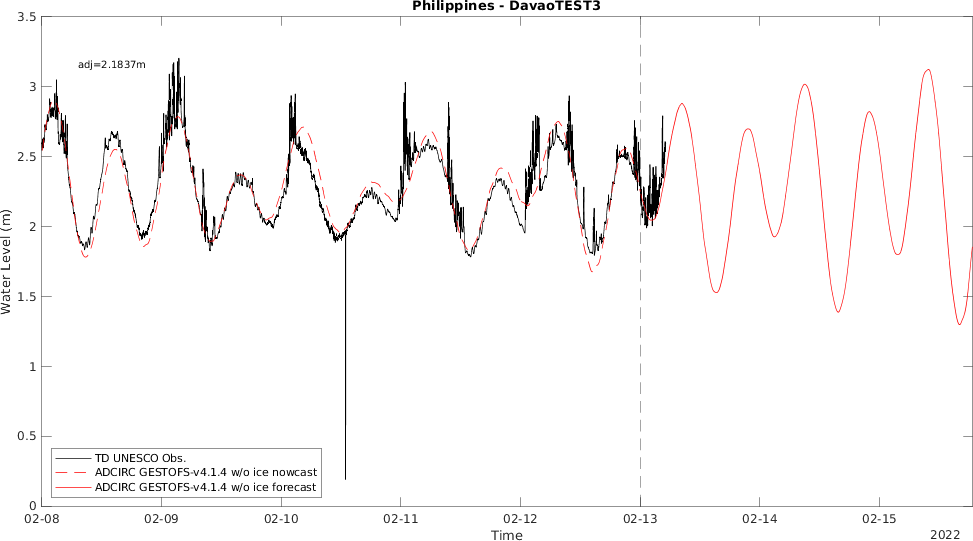 Philippines - DavaoTEST3
3.5
adj=2.1837m
3
2.5
2
1.5
1
0.5
0
Water Level (m)
TD UNESCO Obs.
ADCIRC GESTOFS-v4.1.4 w/o ice nowcast
ADCIRC GESTOFS-v4.1.4 w/o ice forecast
02-08 02-09 02-10 02-11 02-12 02-13 02-14 02-15
Time
2022